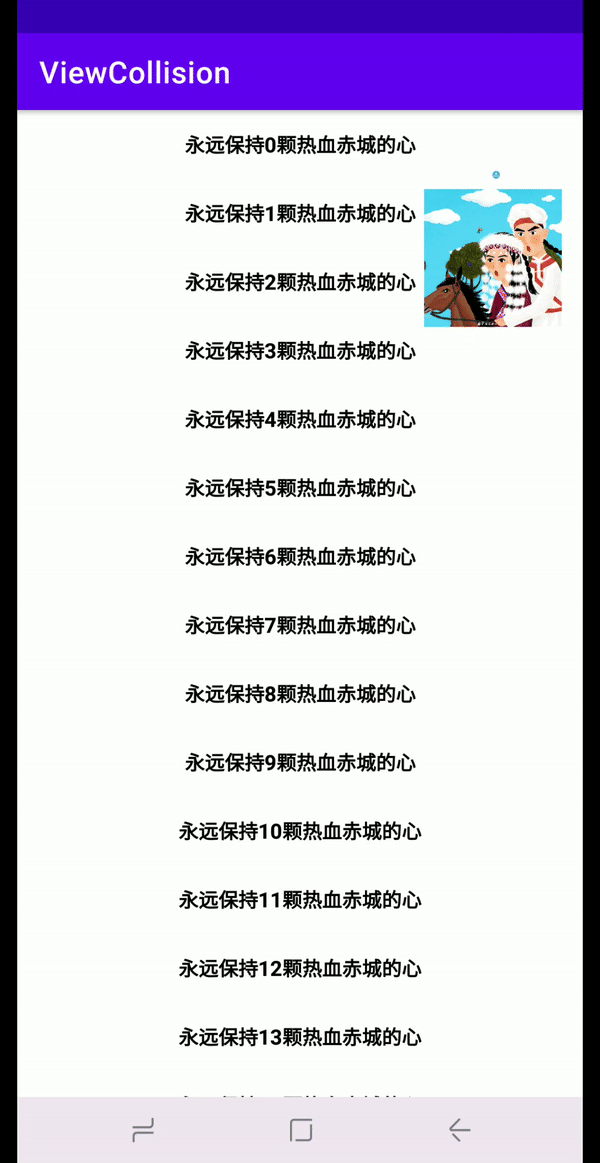 ViewCollision
永远保持0颗热血赤城的心
永远保持1颗热血赤城的心
永远保持2颗热血赤城的心
永远保持3颗热血赤城的心
永远保持4颗热血赤城的心
永远保持5颗热血赤城的心
永远保持6颗热血赤城的心
永远保持7颗热血赤城的心
永远保持8颗热血赤城的心
永远保持9颗热血赤城的心
永远保持10颗热血赤城的心
永远保持11颗热血赤城的心
永远保持12颗热血赤城的心
永远保持13颗热血赤城的心